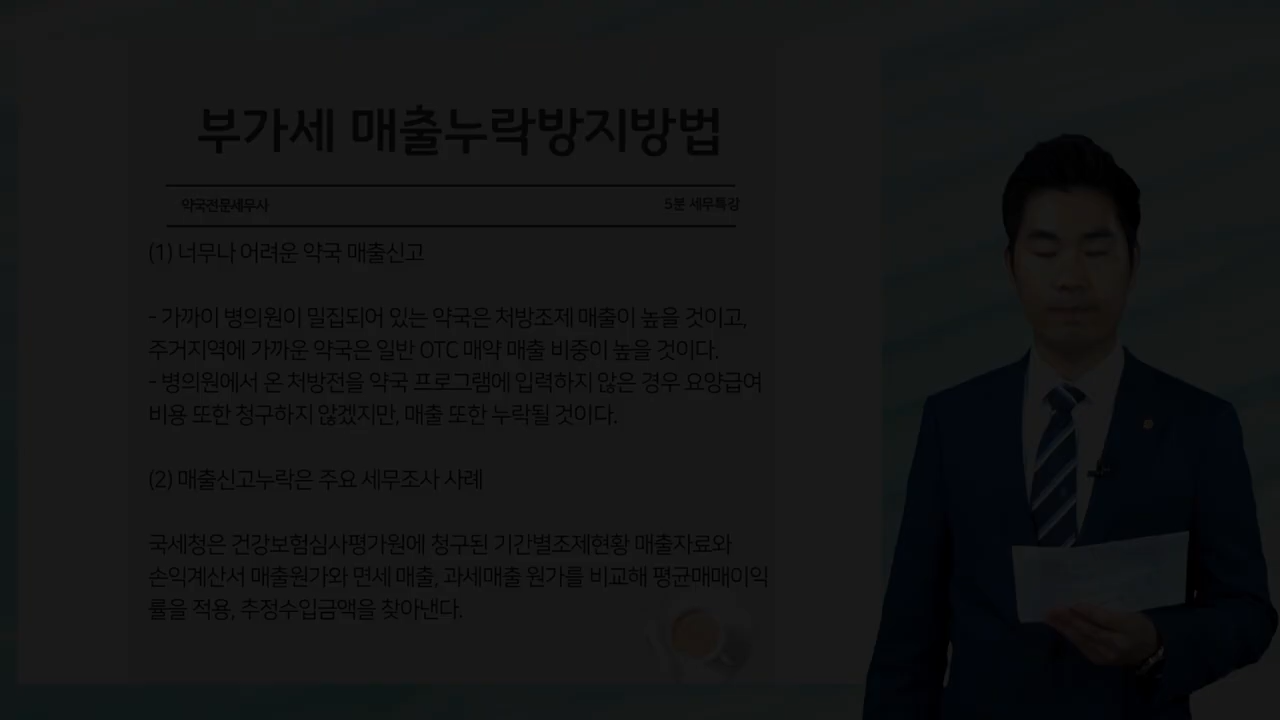 부가세 매출누락방지방법
약국전문세무사 5분 세무특강
(1) 너무나 어려운 약국 매출신고
- 가까이 병의원이 밀집되어 있는 약국은 처방조제 매출이 높을 것이고,
주거지역에 가까운 약국은 일반 OTC 매약 매출 비중이 높을 것이다.
- 병의원에서 온 처방전을 약국 프로그램에 입력하지 않은 경우 요양급여
비용 또한 청구하지 않겠지만, 매출 또한 누락될 것이다.
(2) 매출신고누락은 주요 세무조사 사례
국세청은 건강보험심사평가원에 청구된 기간별조제현황 매출자료와
손익계산서 매출원가와 면세 매출, 과세매출 원가를 비교해 평균매매이익
률을 적용, 추정수입금액을 찾아낸다.